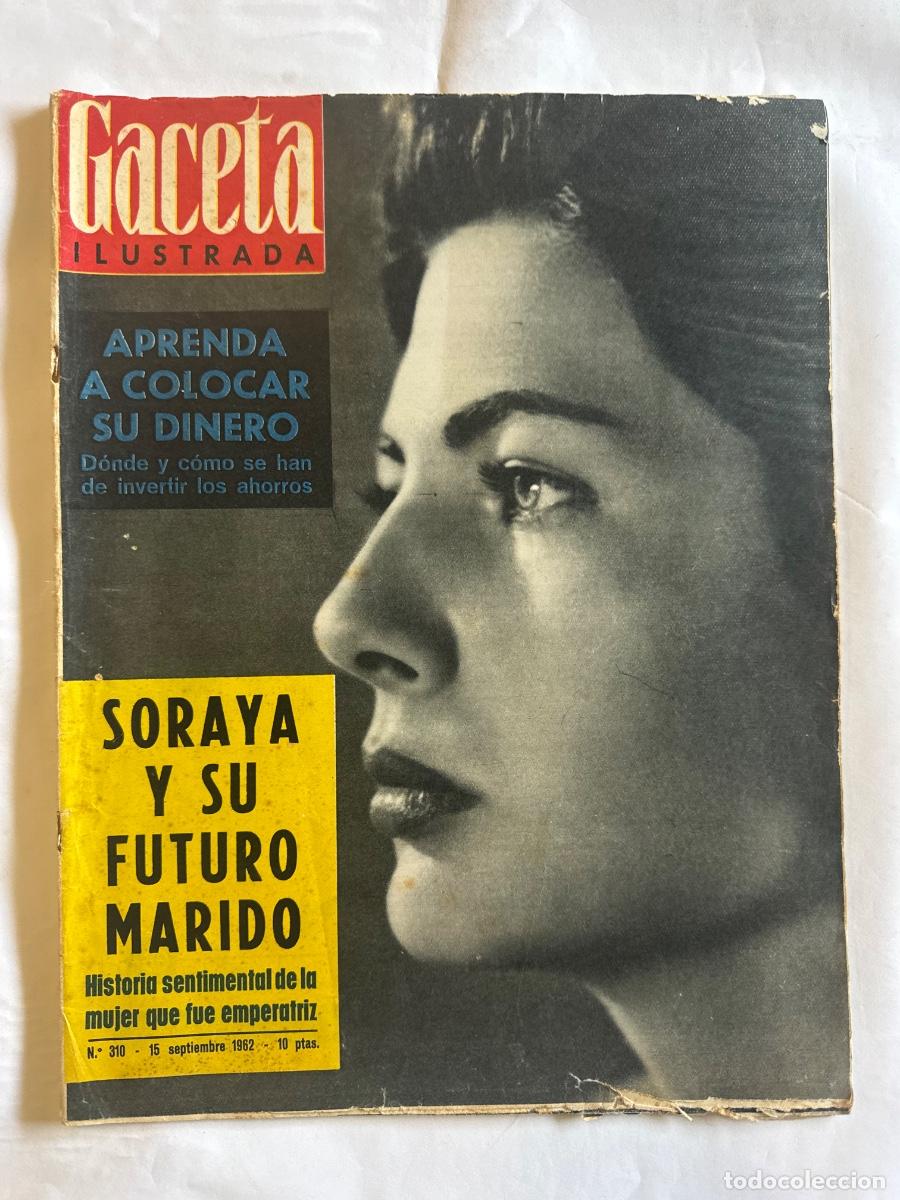 Gaceta
ILUSTRADA
APRENDA
A COLOCAR
SU DINERO
Dónde y cómo se han
de invertir los ahorros
SORAYA
Y SU
FUTURO
MARIDO
Historia sentimental de la
mujer que fue emperatriz
N.° 310 - 15 septiembre 1962 - 10 ptas.
todocoleccion